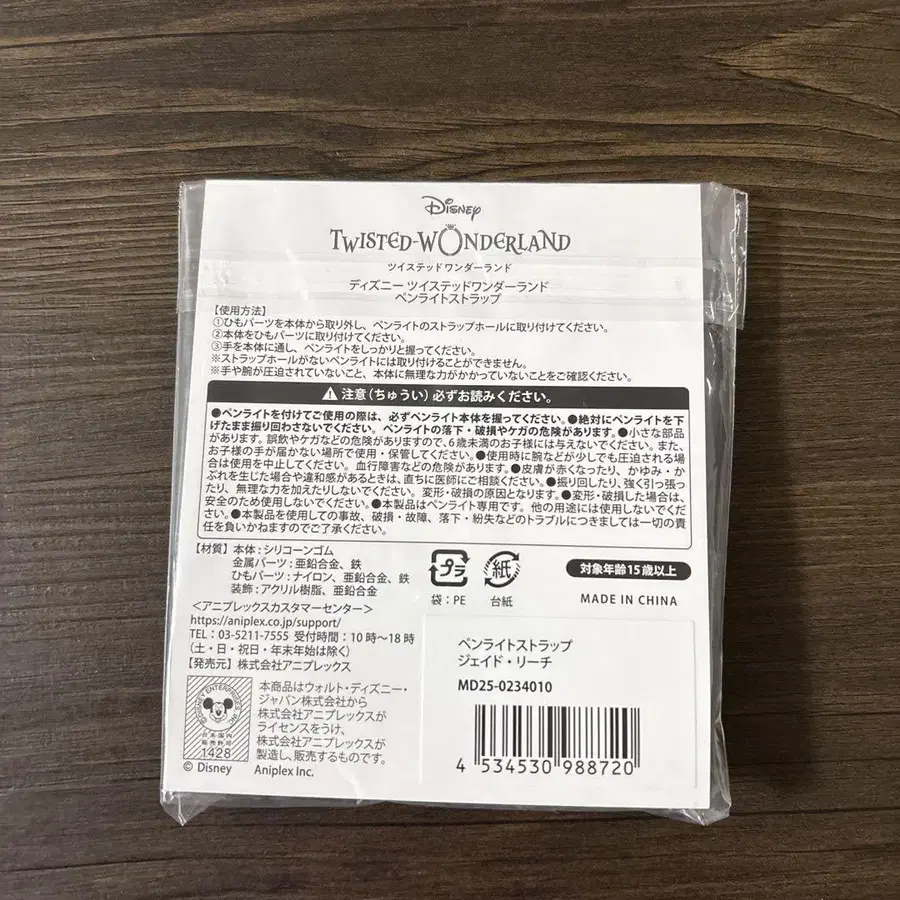 Disney
TWISTED-WONDERLAND
ツイステッドワンダーランド
ディズニー ツイステッドワンダーランド
ペンライトストラップ
【使用方法】
①ひもパーツを本体から取り外し、ペンライトのストラップホールに取り付けてください。
②本体をひもパーツに取り付けてください。
③手を本体に通し、ペンライトをしっかりと握ってください。
※ストラップホールがないペンライトには取り付けることができません。
※手や腕が圧迫されていないこと、本体に無理な力がかかっていないことをご確認ください。
注意(ちゅうい)必ずお読みください。
●ペンライトを付けてご使用の際は、必ずペンライト本体を握ってください。●絶対にペンライトを下
げたまま振り回わさないでください。ペンライトの落下・破損やケガの危険があります。●小さな部品
があります。誤飲やケガなどの危険がありますので、6歳未満のお子様には与えないでください。また、
お子様の手が届かない場所で使用・保管してください。●使用時に腕などが少しでも圧迫される場
合は使用を中止してください。血行障害などの危険があります。●皮膚が赤くなったり、かゆみ・か
ぶれを生じた場合や違和感があるときは、直ちに医師にご相談ください。●振り回したり、強く引っ張っ
たり、無理な力を加えたりしないでください。変形・破損の原因となります。●変形・破損した場合は、
安全のため使用しないでください。●本製品はペンライト専用です。他の用途には使用しないでくだ
さい。●本製品を使用しての事故、破損・故障、落下・紛失などのトラブルにつきましては一切の責
任を負いかねますのでご了承ください。
【材質】本体:シリコーンゴム
金属パーツ:亜鉛合金、鉄
ひもパーツ:ナイロン、亜鉛合金、鉄
装飾:アクリル樹脂、亜鉛合金
プラ
袋:PE
紙
台紙
対象年齢15歳以上
MADE IN CHINA
<アニプレックスカスタマーセンター>
https://aniplex.co.jp/support/
TEL:03-5211-7555 受付時間:10時〜18時
(土・日・祝日・年末年始は除く)
【発売元】株式会社アニプレックス
DISNEY ENTERPRISES, INC.
日本国内
販売許可
1428
本商品はウォルト・ディズニー・
ジャパン株式会社から
株式会社アニプレックスが
ライセンスをうけ、
株式会社アニプレックスが
製造し、販売するものです。
© Disney Aniplex Inc.
ペンライトストラップ
ジェイド・リーチ
MD25-0234010
4 534530 988720